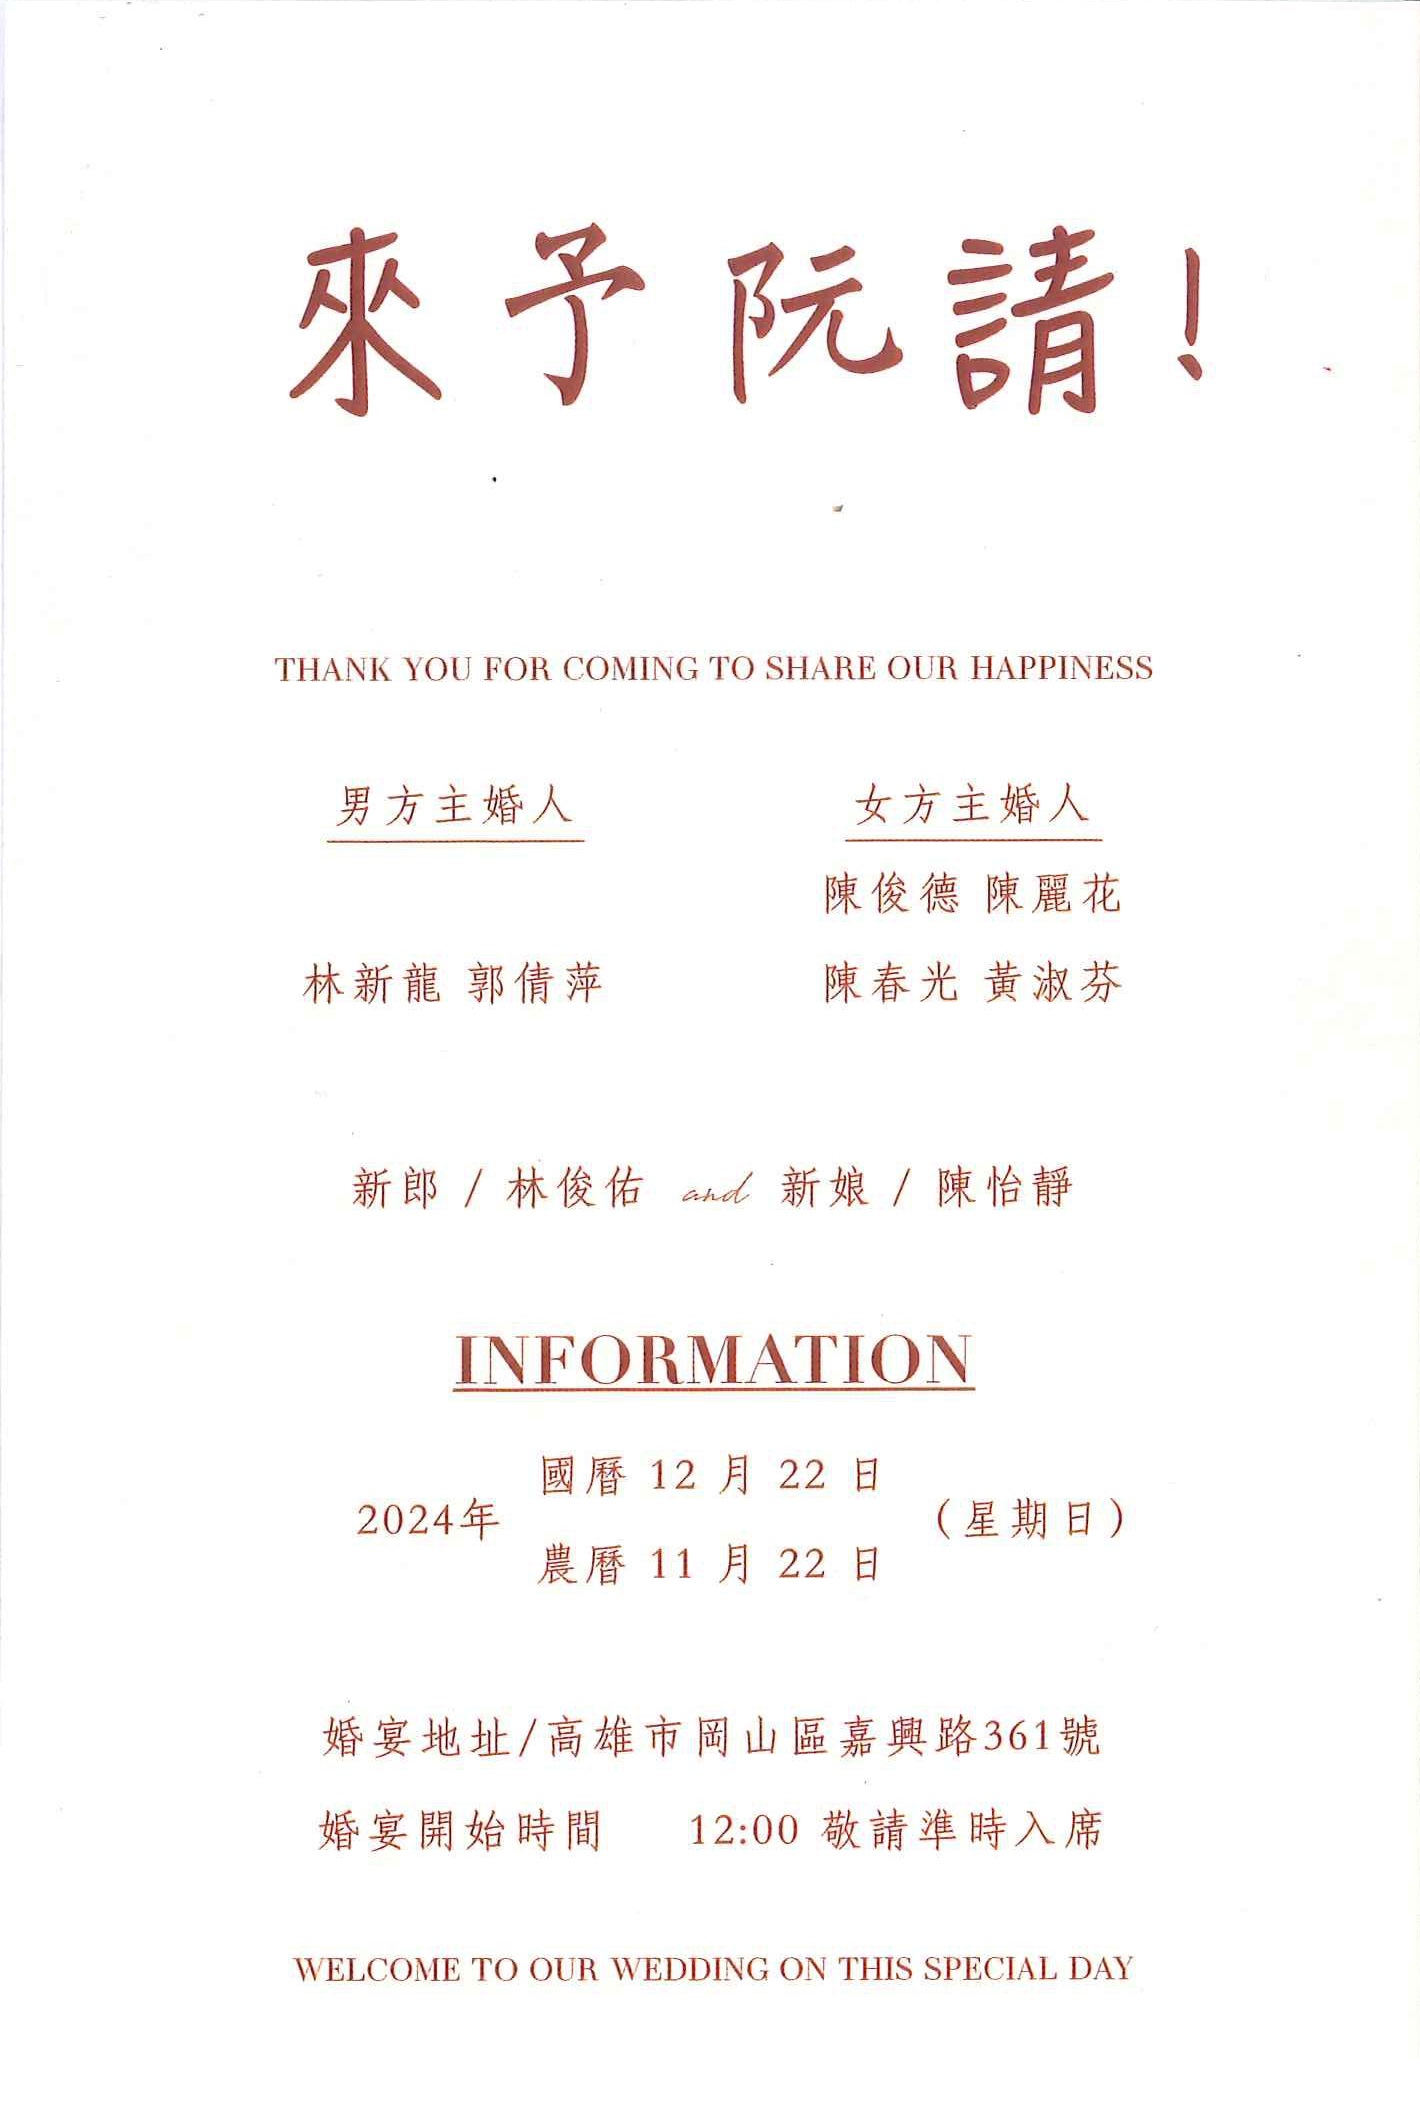 來予阮請!
THANK YOU FOR COMING TO SHARE OUR HAPPINESS
男方主婚人 女方主婚人
陳俊德 陳麗花
林新龍 郭倩萍 陳春光 黃淑芬
新郎 / 林俊佑 and 新娘 / 陳怡靜
INFORMATION
國曆 12 月 22 日
2024年 (星期日)
農曆 11 月 22 日
婚宴地址/高雄市岡山區嘉興路361號
婚宴開始時間 12:00 敬請準時入席
WELCOME TO OUR WEDDING ON THIS SPECIAL DAY